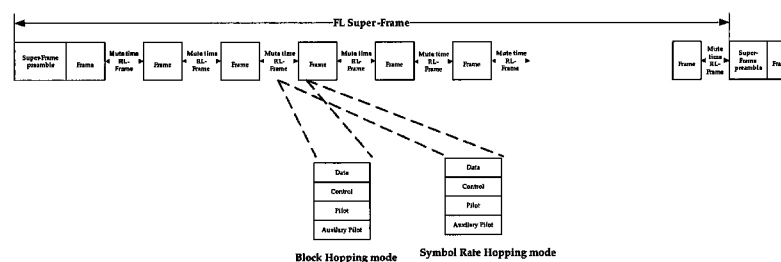 FL Super-Frame
Super-Frame
preamble
Frame
Mute time
RL-
Frame
Frame
Mute time
RL-
Frame
Frame
Mute time
RL-
Frame
Frame
Mute time
RL-
Frame
Frame
Mute time
RL-
Frame
Frame
Mute time
RL-
Frame
Frame
Mute
time
RL-
Frame
Super-
Frame
preamble
Data
Control
Pilot
Auxiliary Pilot
Block Hopping mode
Data
Control
Pilot
Auxiliary Pilot
Symbol Rate Hopping mode